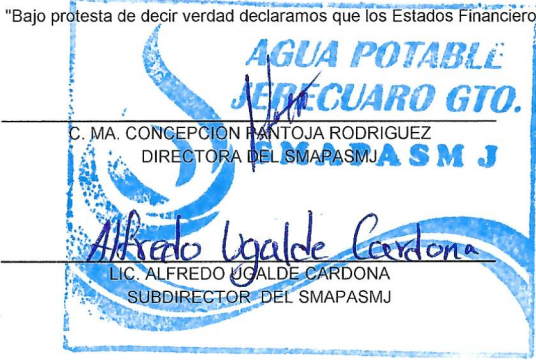 "Bajo protesta de decir verdad declaramos que los Estados Financiero
AGUA POTABLE
JERECUARO GTO.
C. MA. CONCEPCION PANTOJA RODRIGUEZ
DIRECTORA DEL SMAPASMJ
SMAPASMJ
Alfredo Ugalde Cardona
LIC. ALFREDO UGALDE CARDONA
SUBDIRECTOR DEL SMAPASMJ